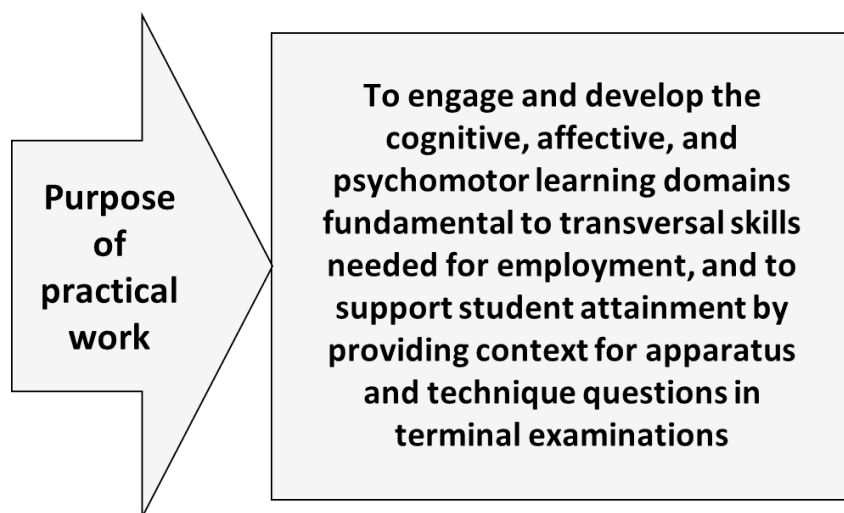 Purpose
of
practical
work
To engage and develop the
cognitive, affective, and
psychomotor learning domains
fundamental to transversal skills
needed for employment, and to
support student attainment by
providing context for apparatus
and technique questions in
terminal examinations